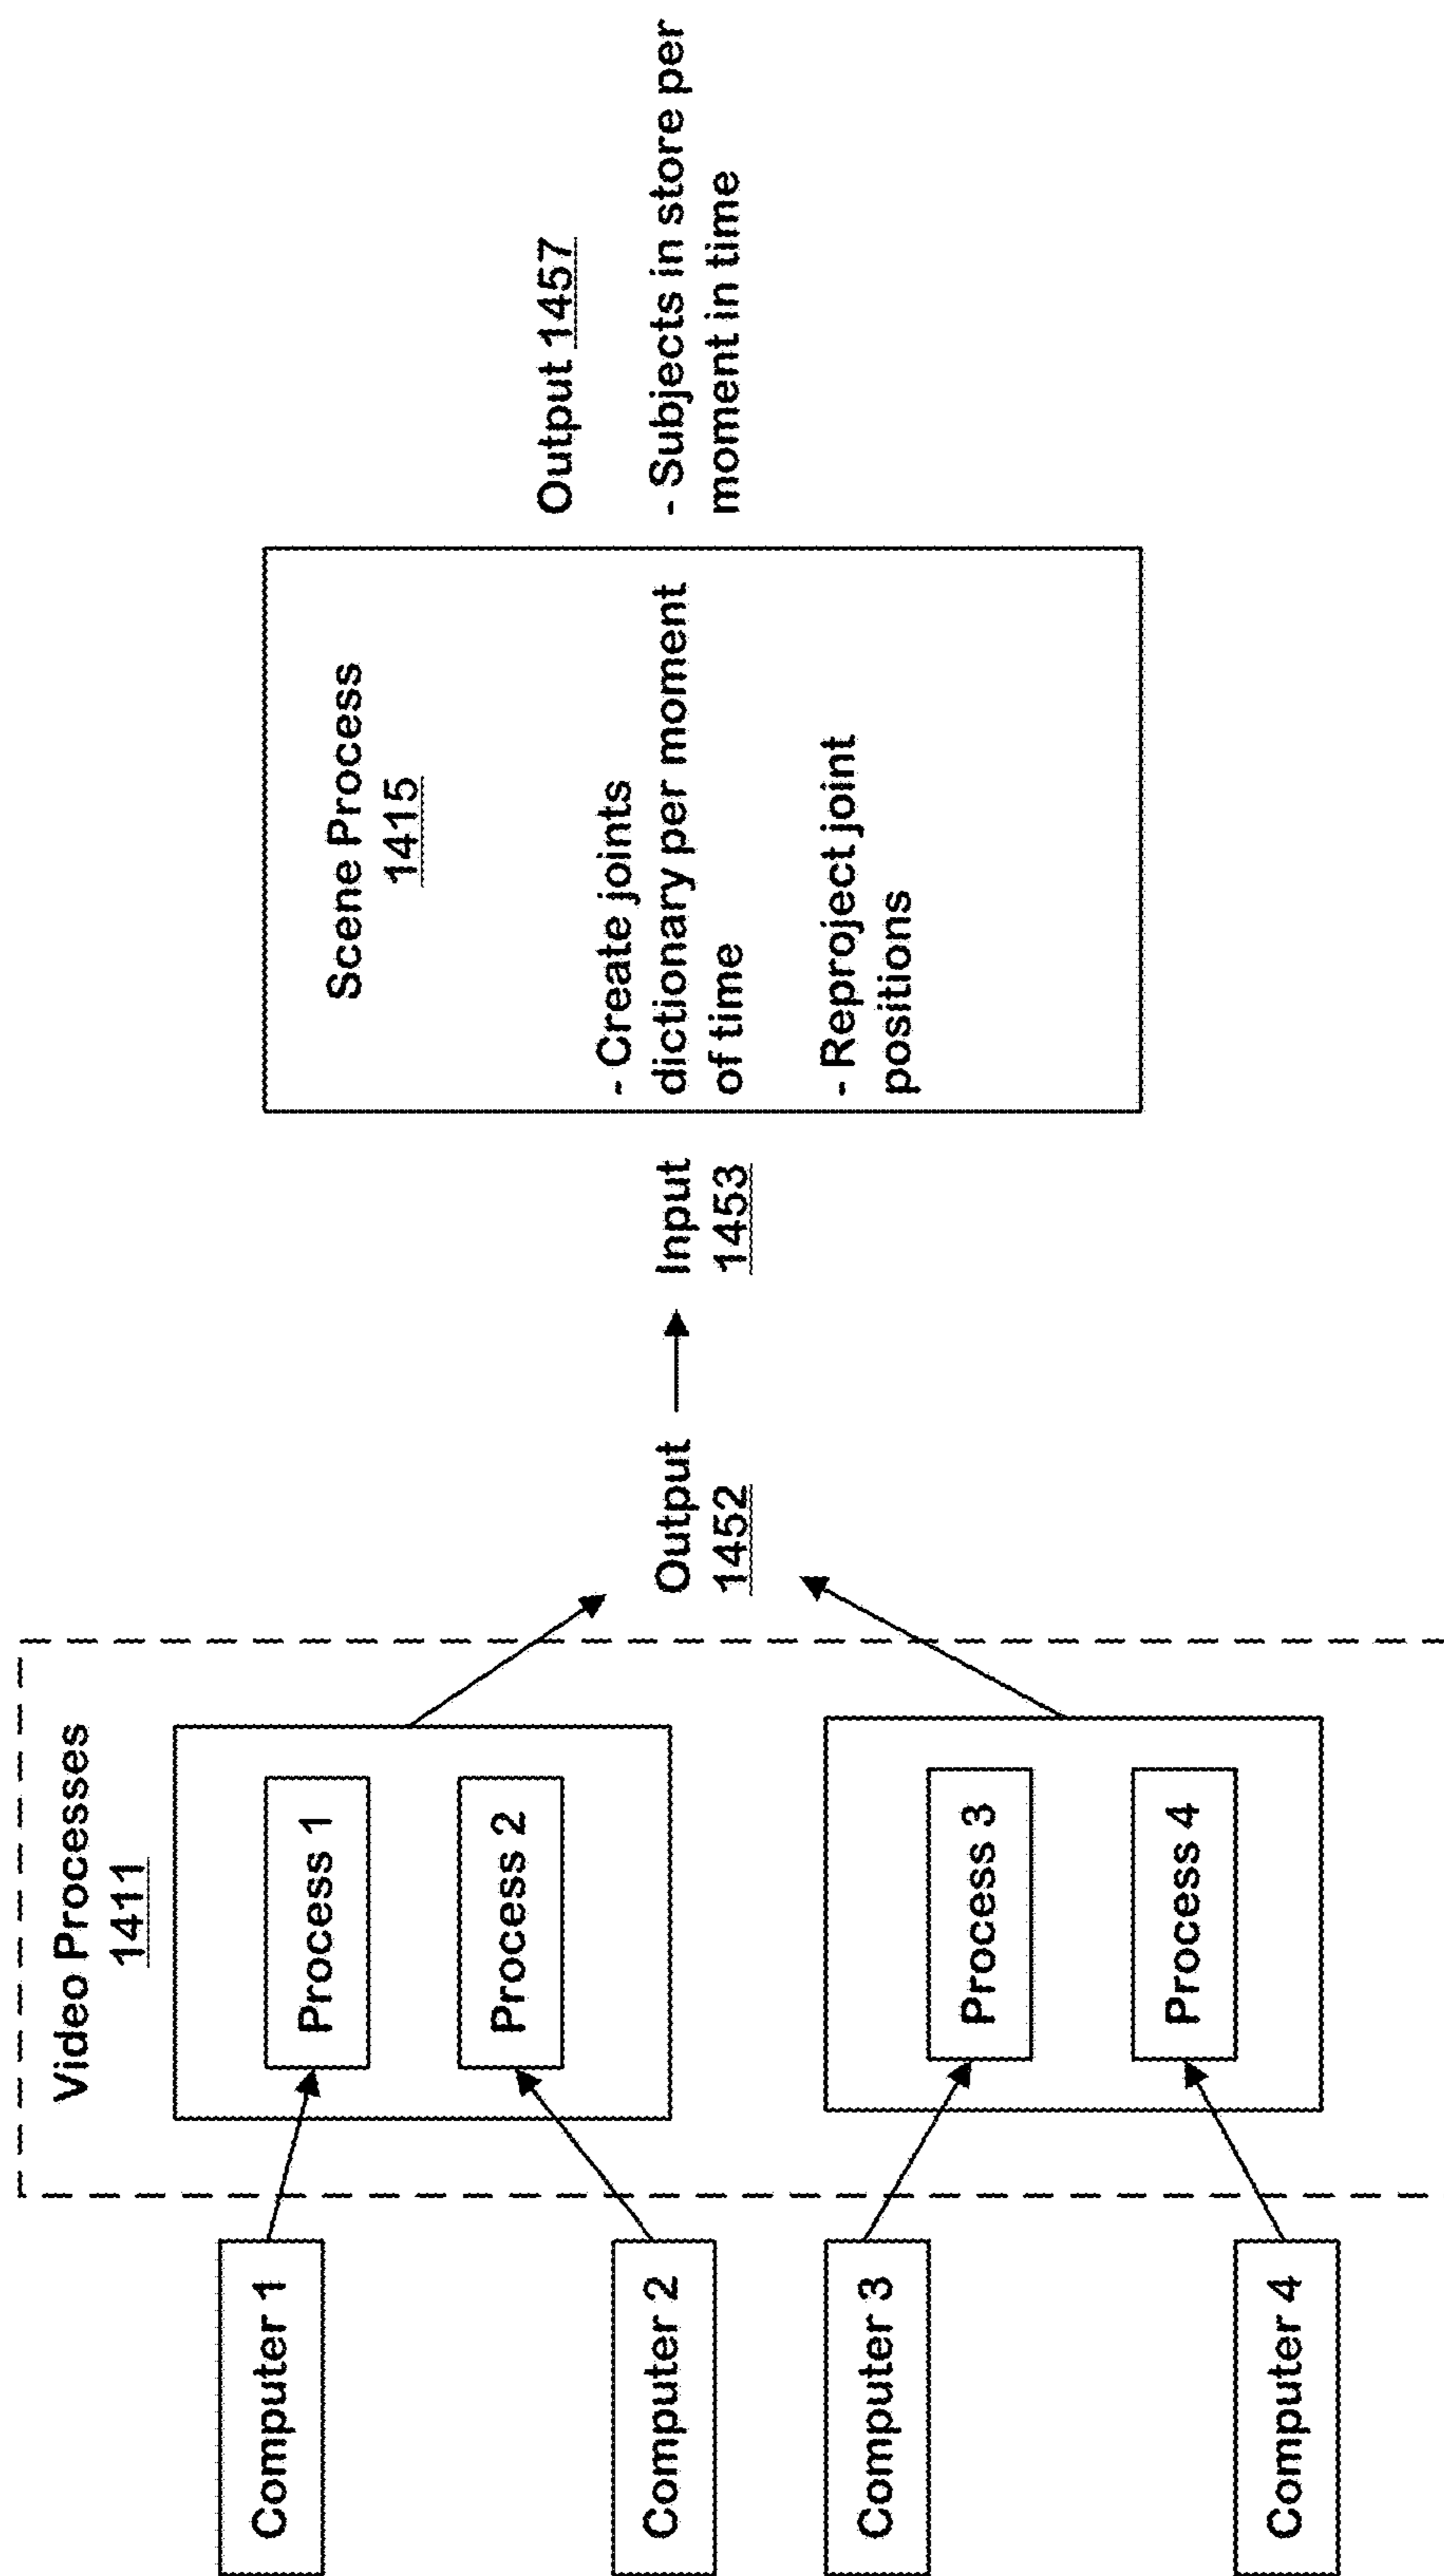 Video Processes
1411
Computer 1
Process 1
Computer 2
Process 2
Computer 3
Process 3
Computer 4
Process 4
Output
1452
Input
1453
Scene Process
1415
- Create joints
dictionary per moment
of time
- Reproject joint
positions
Output 1457
- Subjects in store per
moment in time